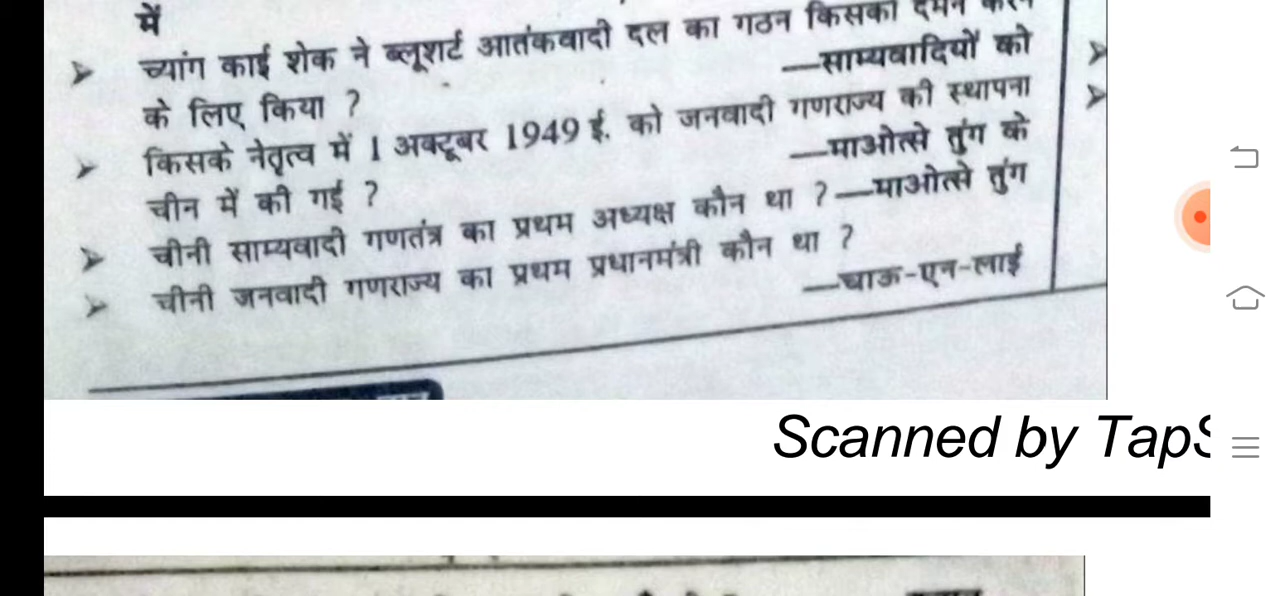 में
च्यांग काई शेक ने ब्लूशर्ट आतंकवादी दल का गठन किसका दमन करने
के लिए किया ? —साम्यवादियों को
किसके नेतृत्व में 1 अक्टूबर 1949 ई. को जनवादी गणराज्य की स्थापना
चीन में की गई ? —माओत्से तुंग के
चीनी साम्यवादी गणतंत्र का प्रथम अध्यक्ष कौन था ? —माओत्से तुंग
चीनी जनवादी गणराज्य का प्रथम प्रधानमंत्री कौन था ?
—चाऊ-एन-लाई
Scanned by TapS